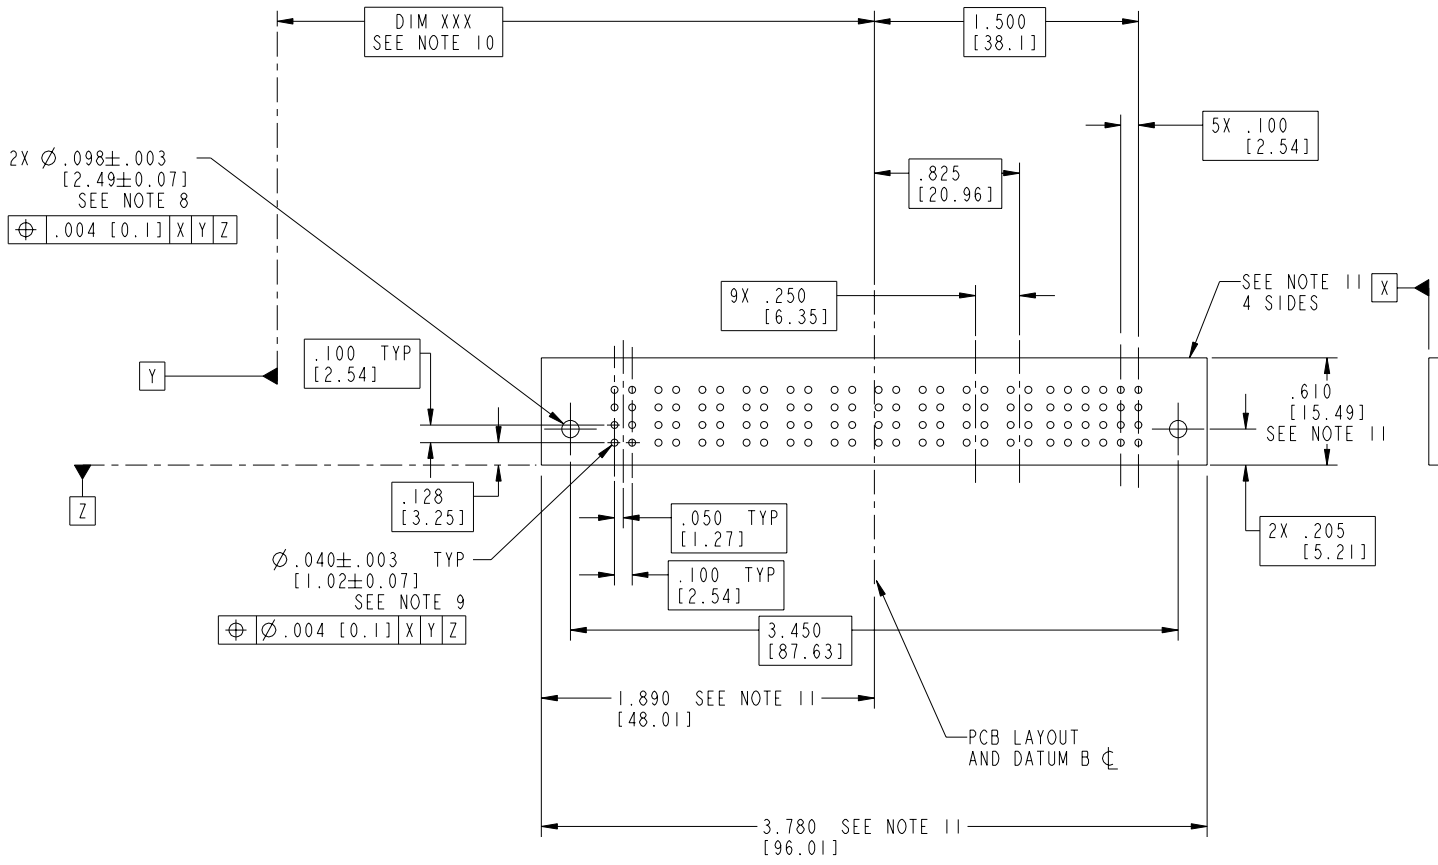 DIM XXX
SEE NOTE 10
1.500
[38.1]
5X .100
[2.54]
2X Ø .098±.003
[2.49±0.07]
SEE NOTE 8
⌖ .004 [0.1] X Y Z
.825
[20.96]
9X .250
[6.35]
SEE NOTE 11
4 SIDES
X
.100 TYP
[2.54]
Y
.610
[15.49]
SEE NOTE 11
Z
.128
[3.25]
.050 TYP
[1.27]
2X .205
[5.21]
Ø .040±.003 TYP
[1.02±0.07]
SEE NOTE 9
⌖ Ø .004 [0.1] X Y Z
.100 TYP
[2.54]
3.450
[87.63]
1.890 SEE NOTE 11
[48.01]
PCB LAYOUT
AND DATUM B ℄
3.780 SEE NOTE 11
[96.01]